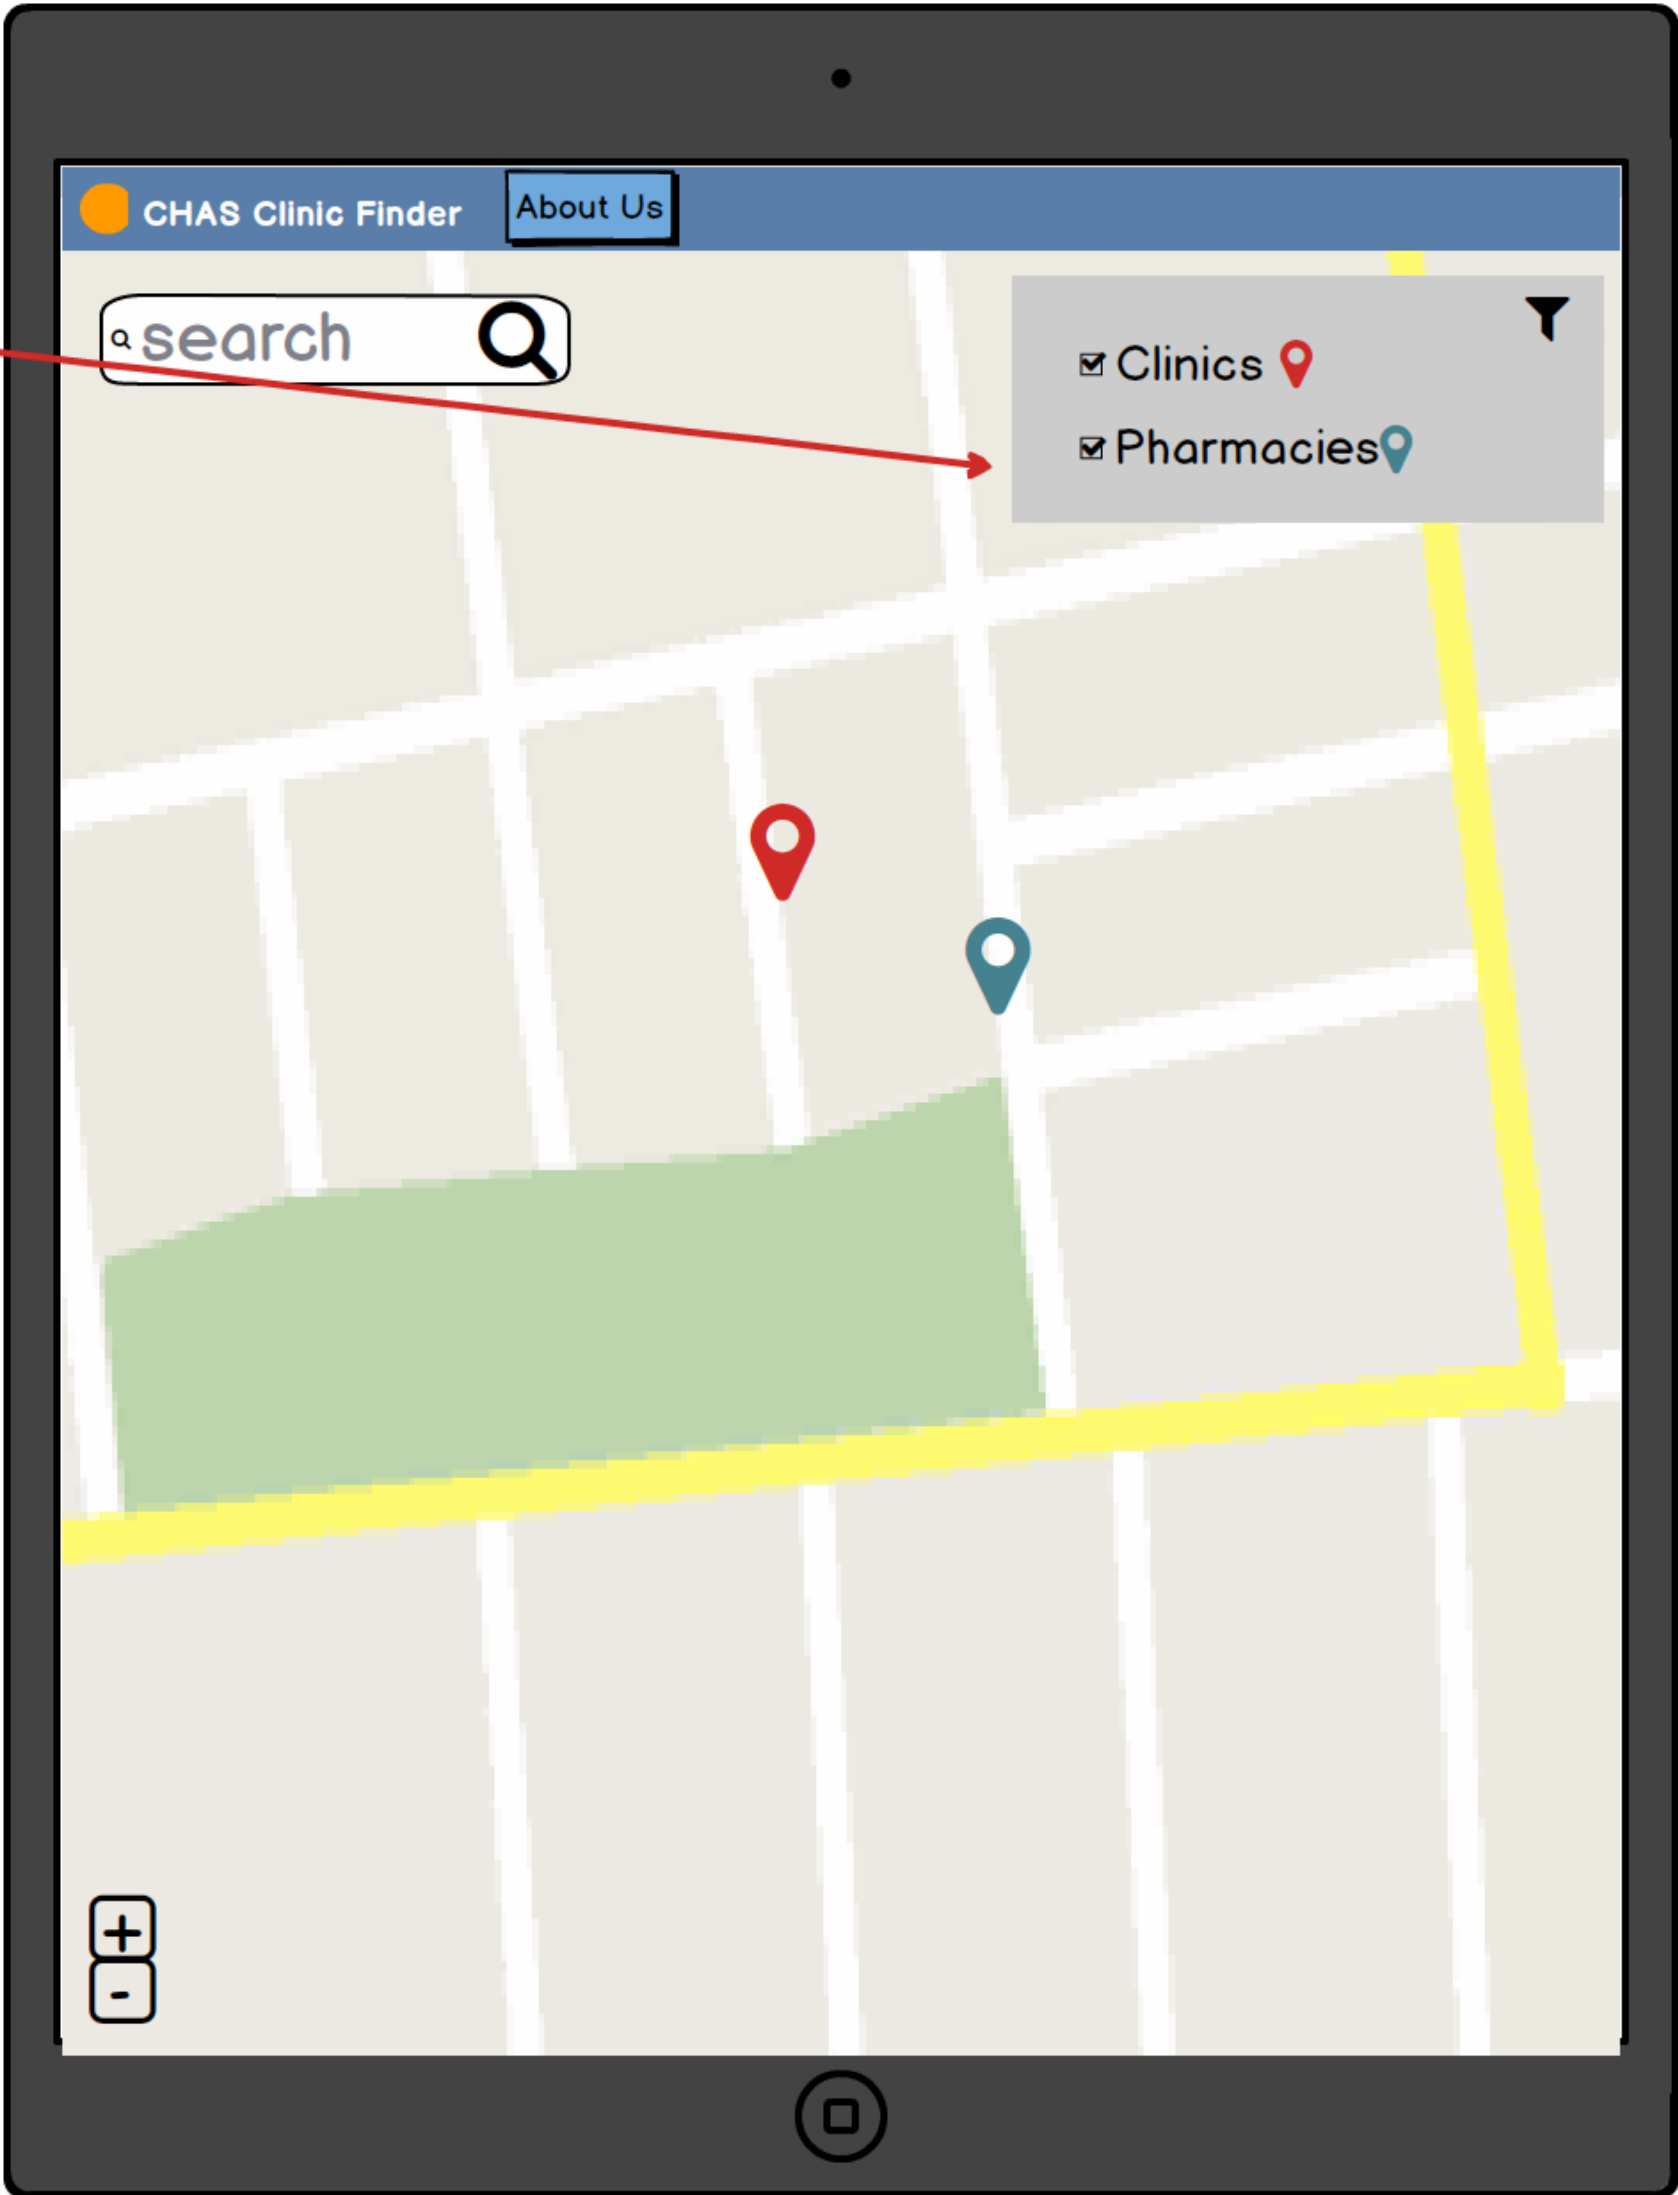 CHAS Clinic Finder
About Us
search
Clinics
Pharmacies
+
-